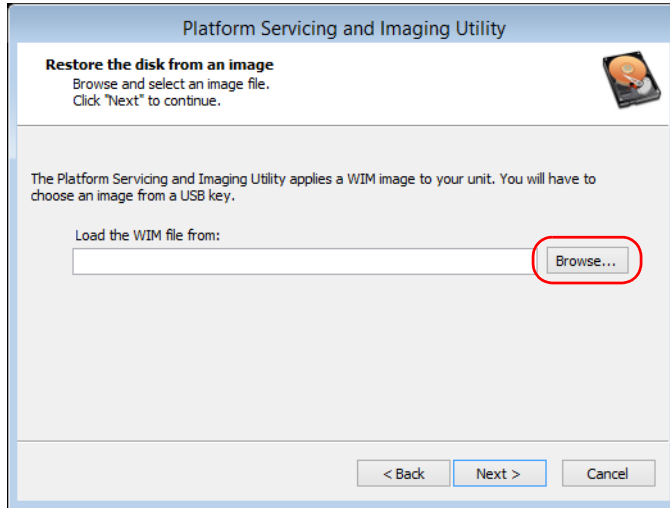 Platform Servicing and Imaging Utility
Restore the disk from an image
Browse and select an image file.
Click "Next" to continue.
The Platform Servicing and Imaging Utility applies a WIM image to your unit. You will have to
choose an image from a USB key.
Load the WIM file from:
Browse...
< Back Next > Cancel